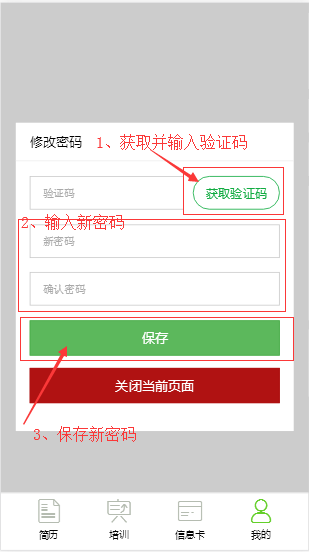 修改密码 1、获取并输入验证码
验证码 获取验证码
2、输入新密码
新密码
确认密码
保存
关闭当前页面
3、保存新密码
简历 培训 信息卡 我的